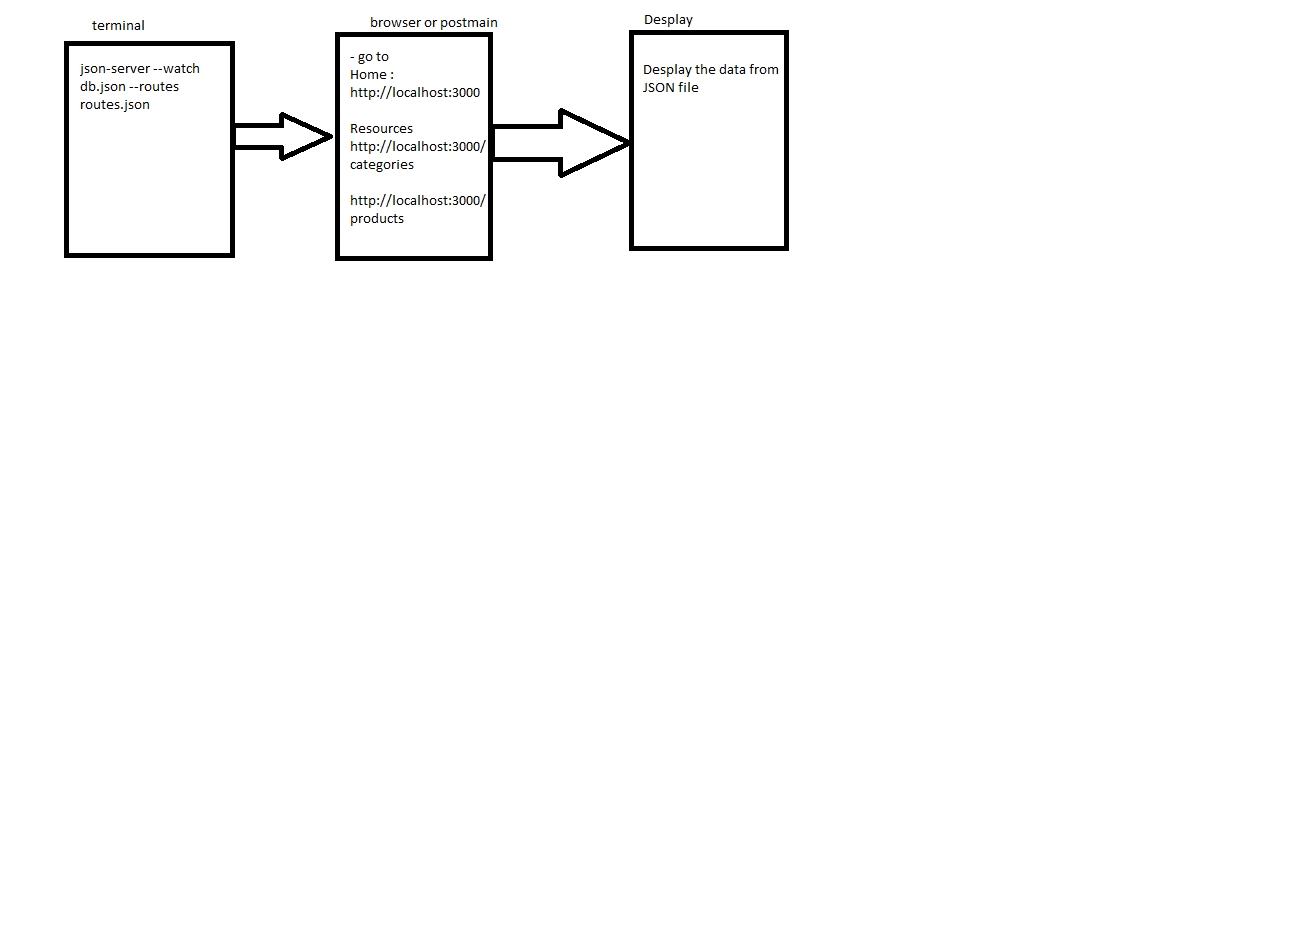 terminal
json-server --watch
db.json --routes
routes.json
browser or postmain
- go to
Home :
http://localhost:3000
Resources
http://localhost:3000/
categories
http://localhost:3000/
products
Desplay
Desplay the data from
JSON file